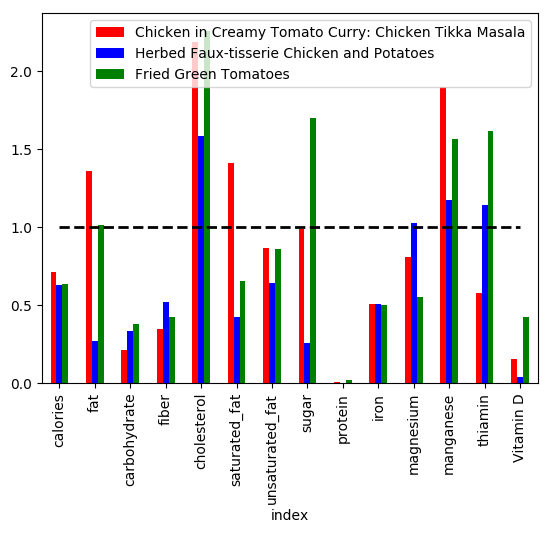 Chicken in Creamy Tomato Curry: Chicken Tikka Masala
Herbed Faux-tisserie Chicken and Potatoes
Fried Green Tomatoes
2.0
1.5
1.0
0.5
0.0
calories
fat
carbohydrate
fiber
cholesterol
saturated_fat
unsaturated_fat
sugar
protein
iron
magnesium
manganese
thiamin
Vitamin D
index